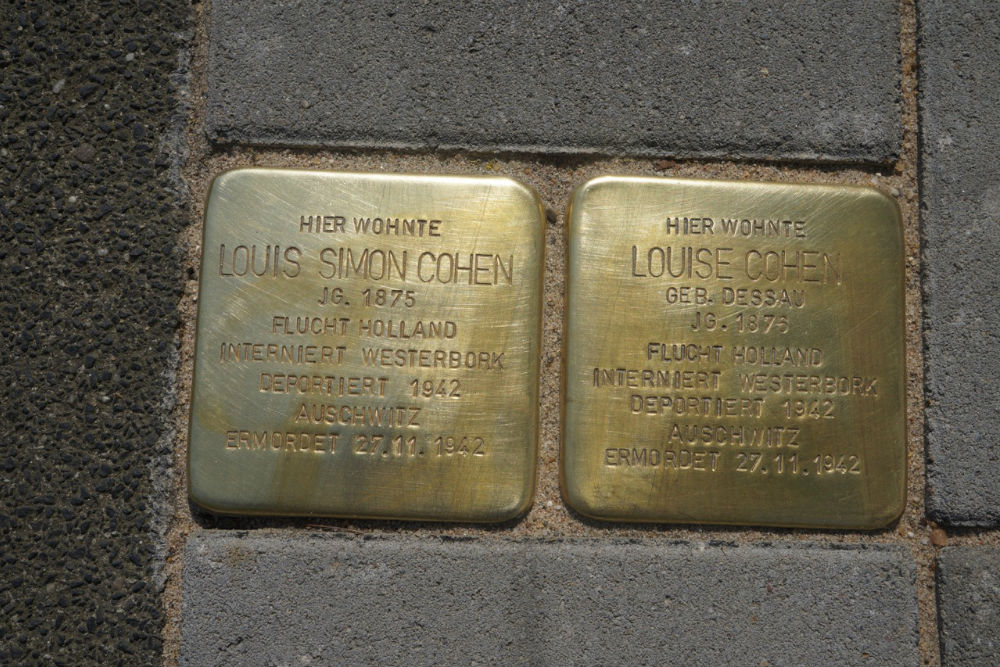 HIER WOHNTE
LOUIS SIMON COHEN
JG. 1875
FLUCHT HOLLAND
INTERNIERT WESTERBORK
DEPORTIERT 1942
AUSCHWITZ
ERMORDET 27.11.1942
HIER WOHNTE
LOUISE COHEN
GEB. DESSAU
JG. 1876
FLUCHT HOLLAND
INTERNIERT WESTERBORK
DEPORTIERT 1942
AUSCHWITZ
ERMORDET 27.11.1942